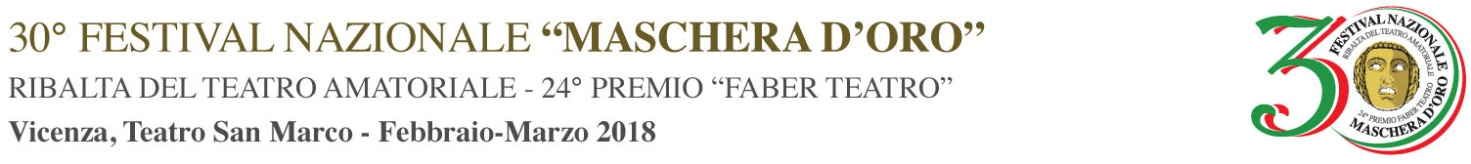 30° FESTIVAL NAZIONALE “MASCHERA D’ORO”
RIBALTA DEL TEATRO AMATORIALE - 24° PREMIO “FABER TEATRO”
Vicenza, Teatro San Marco - Febbraio-Marzo 2018
30
FESTIVAL NAZIONALE
RIBALTA DEL TEATRO AMATORIALE
24° PREMIO FABER TEATRO
MASCHERA D’ORO